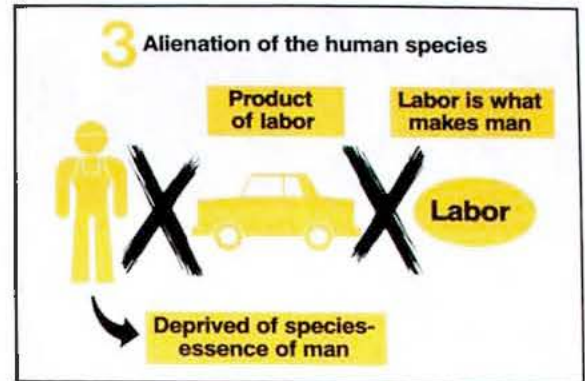 3 Alienation of the human species
Product
of labor
Labor is what
makes man
Labor
Deprived of species-
essence of man